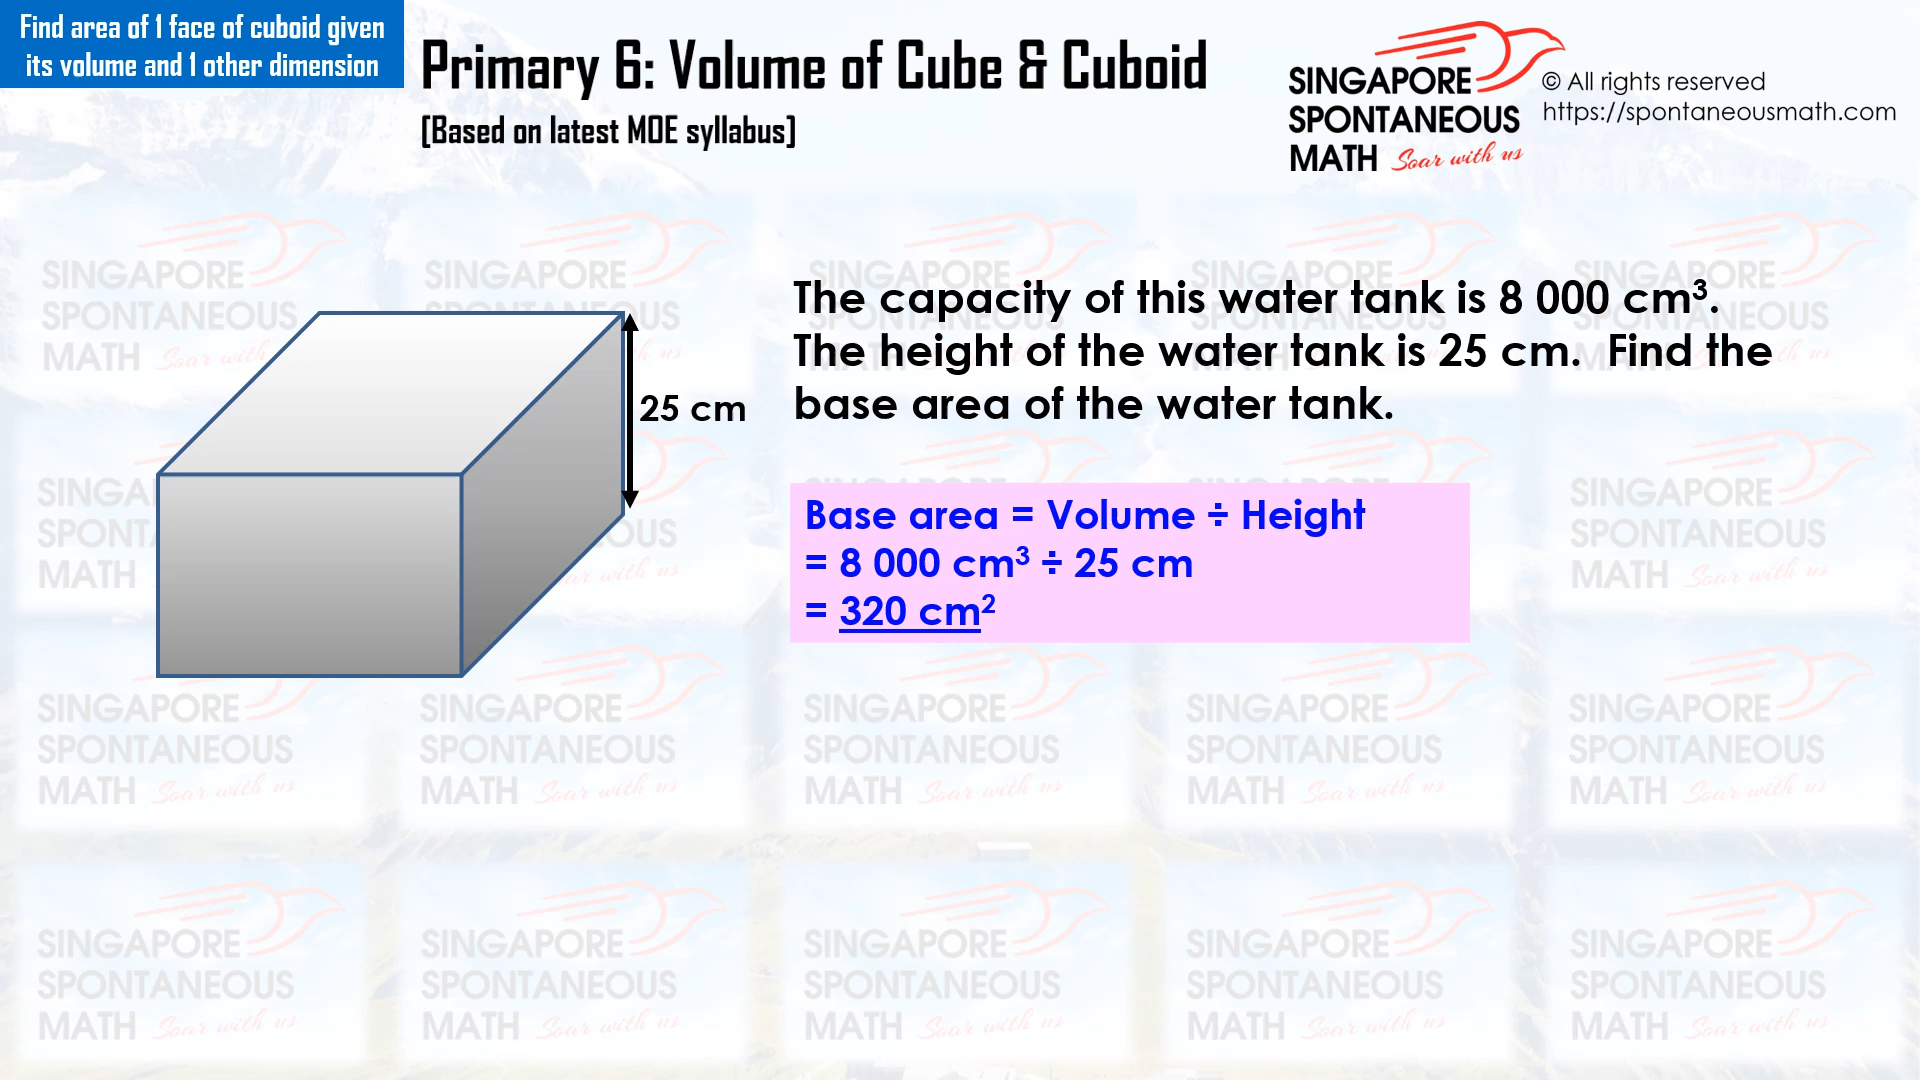 Find area of 1 face of cuboid given
its volume and 1 other dimension
Primary 6: Volume of Cube & Cuboid
[Based on latest MOE syllabus]
SINGAPORE
SPONTANEOUS
MATH Soar with us
© All rights reserved
https://spontaneousmath.com
The capacity of this water tank is 8 000 cm³.
The height of the water tank is 25 cm. Find the
base area of the water tank.
25 cm
Base area = Volume ÷ Height
= 8 000 cm³ ÷ 25 cm
= 320 cm²